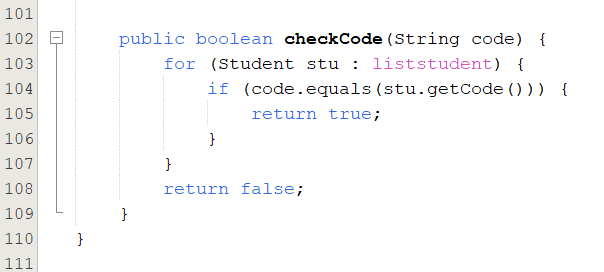 101
102 public boolean checkCode(String code) {
103 for (Student stu : liststudent) {
104 if (code.equals(stu.getCode())) {
105 return true;
106 }
107 }
108 return false;
109 }
110 }
111